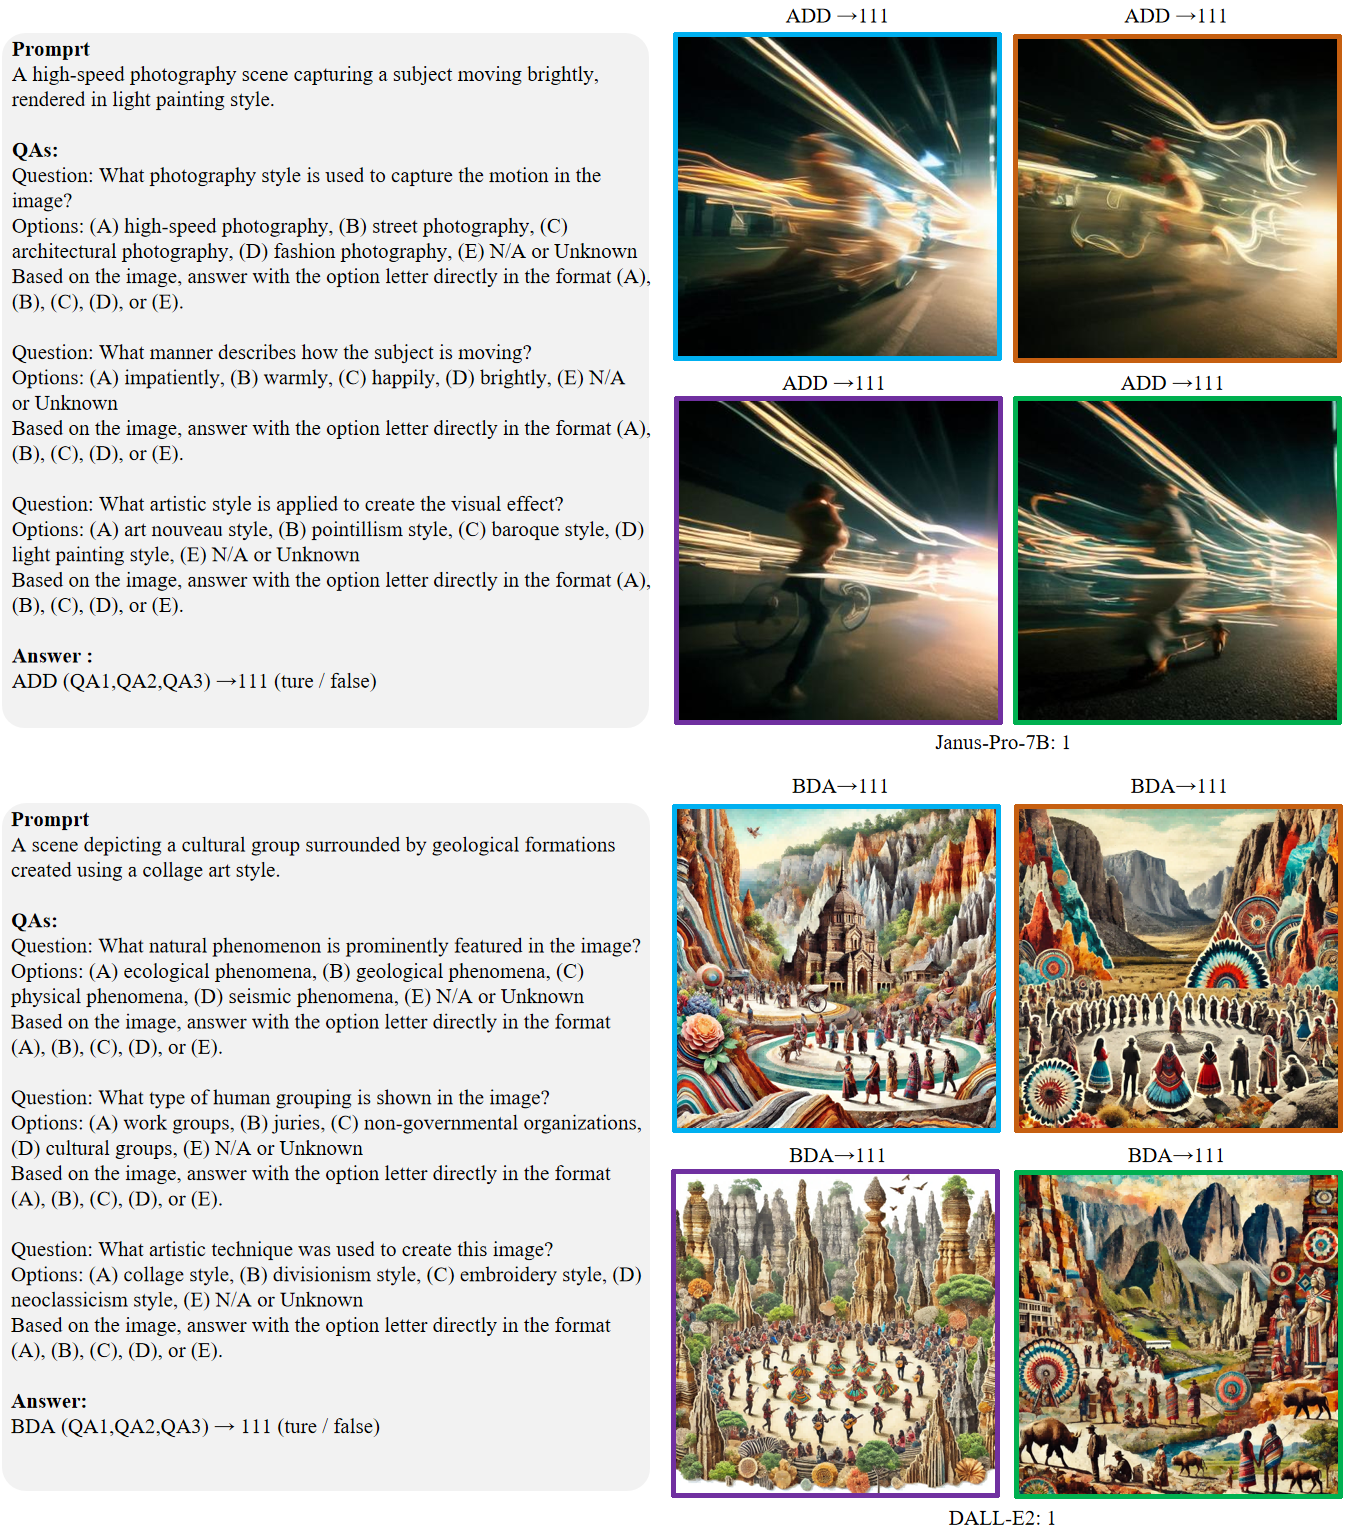 Promprt
A high-speed photography scene capturing a subject moving brightly,
rendered in light painting style.
QAs:
Question: What photography style is used to capture the motion in the
image?
Options: (A) high-speed photography, (B) street photography, (C)
architectural photography, (D) fashion photography, (E) N/A or Unknown
Based on the image, answer with the option letter directly in the format (A),
(B), (C), (D), or (E).
Question: What manner describes how the subject is moving?
Options: (A) impatiently, (B) warmly, (C) happily, (D) brightly, (E) N/A
or Unknown
Based on the image, answer with the option letter directly in the format (A),
(B), (C), (D), or (E).
Question: What artistic style is applied to create the visual effect?
Options: (A) art nouveau style, (B) pointillism style, (C) baroque style, (D)
light painting style, (E) N/A or Unknown
Based on the image, answer with the option letter directly in the format (A),
(B), (C), (D), or (E).
Answer :
ADD (QA1,QA2,QA3) →111 (ture / false)
ADD →111
ADD →111
ADD →111
ADD →111
Janus-Pro-7B: 1
Promprt
A scene depicting a cultural group surrounded by geological formations
created using a collage art style.
QAs:
Question: What natural phenomenon is prominently featured in the image?
Options: (A) ecological phenomena, (B) geological phenomena, (C)
physical phenomena, (D) seismic phenomena, (E) N/A or Unknown
Based on the image, answer with the option letter directly in the format
(A), (B), (C), (D), or (E).
Question: What type of human grouping is shown in the image?
Options: (A) work groups, (B) juries, (C) non-governmental organizations,
(D) cultural groups, (E) N/A or Unknown
Based on the image, answer with the option letter directly in the format
(A), (B), (C), (D), or (E).
Question: What artistic technique was used to create this image?
Options: (A) collage style, (B) divisionism style, (C) embroidery style, (D)
neoclassicism style, (E) N/A or Unknown
Based on the image, answer with the option letter directly in the format
(A), (B), (C), (D), or (E).
Answer:
BDA (QA1,QA2,QA3) → 111 (ture / false)
BDA→111
BDA→111
BDA→111
BDA→111
DALL-E2: 1